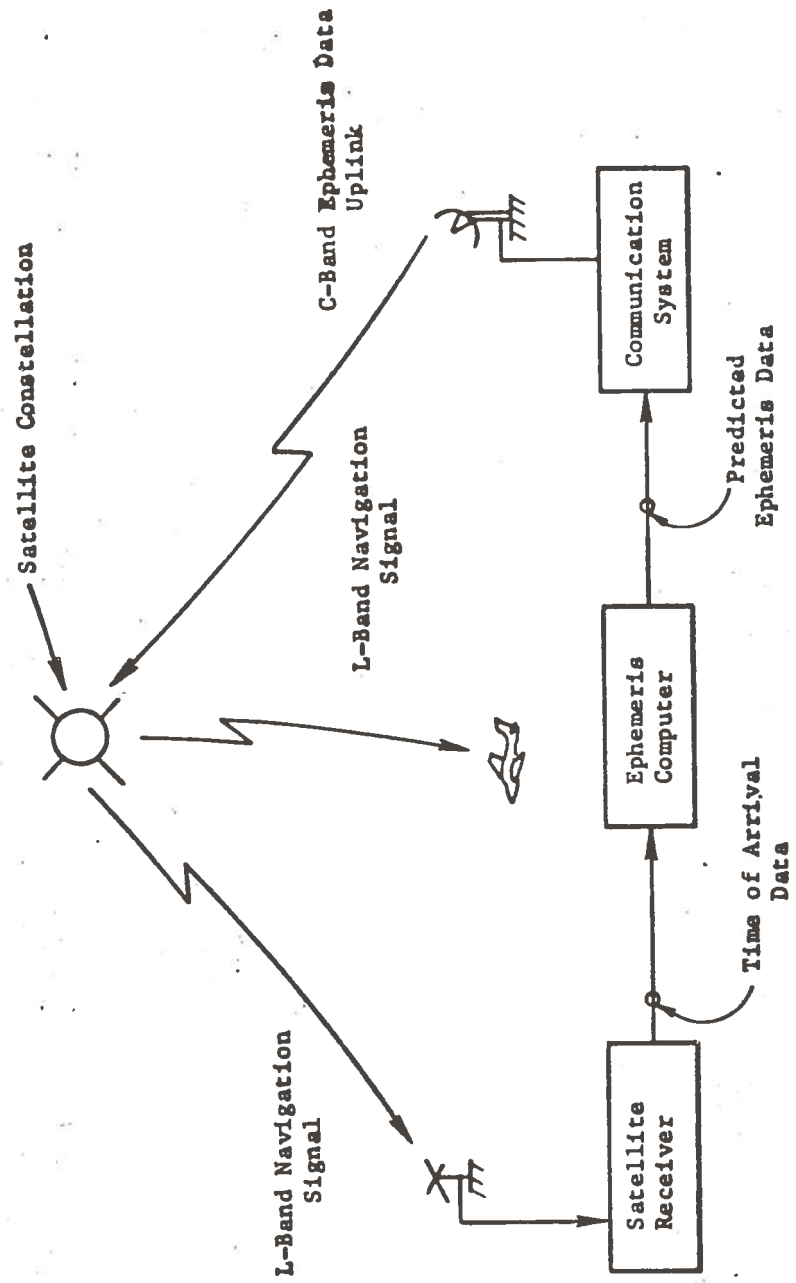 Satellite Constellation
C-Band Ephemeris Data
Uplink
L-Band Navigation
Signal
L-Band Navigation
Signal
Satellite
Receiver
Time of Arrival
Data
Ephemeris
Computer
Predicted
Ephemeris Data
Communication
System